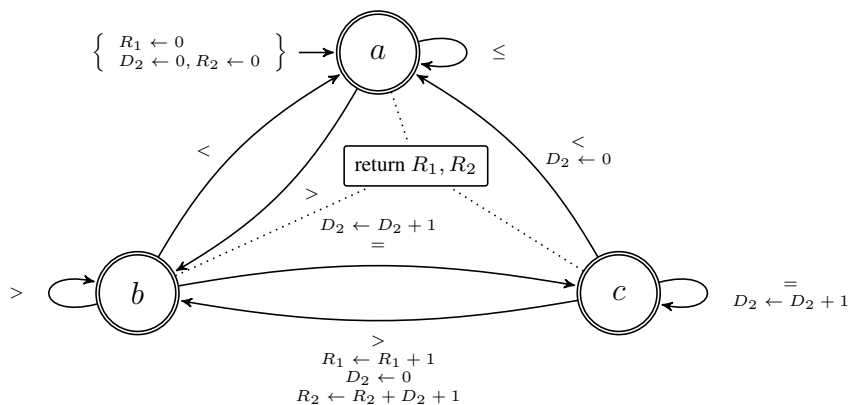 { R₁ ← 0
D₂ ← 0, R₂ ← 0 }
a
≤
<
>
return R₁, R₂
<
D₂ ← 0
D₂ ← D₂ + 1
=
>
b
c
=
D₂ ← D₂ + 1
>
R₁ ← R₁ + 1
D₂ ← 0
R₂ ← R₂ + D₂ + 1